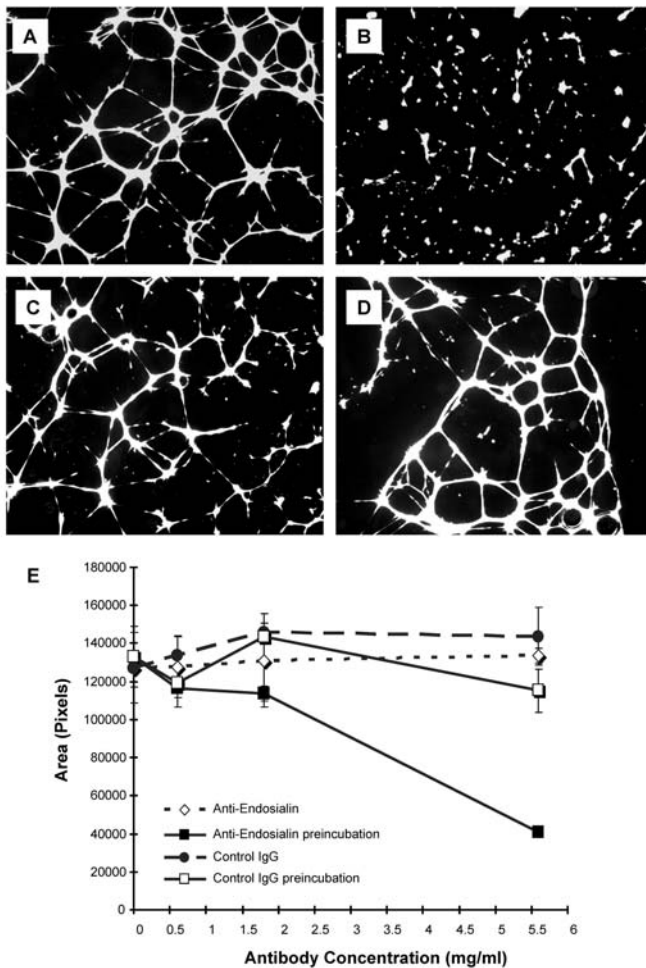 A
B
C
D
E
180000
160000
140000
120000
100000
80000
60000
40000
20000
0
Area (Pixels)
Anti-Endosialin
Anti-Endosialin preincubation
Control IgG
Control IgG preincubation
0 0.5 1 1.5 2 2.5 3 3.5 4 4.5 5 5.5 6
Antibody Concentration (mg/ml)